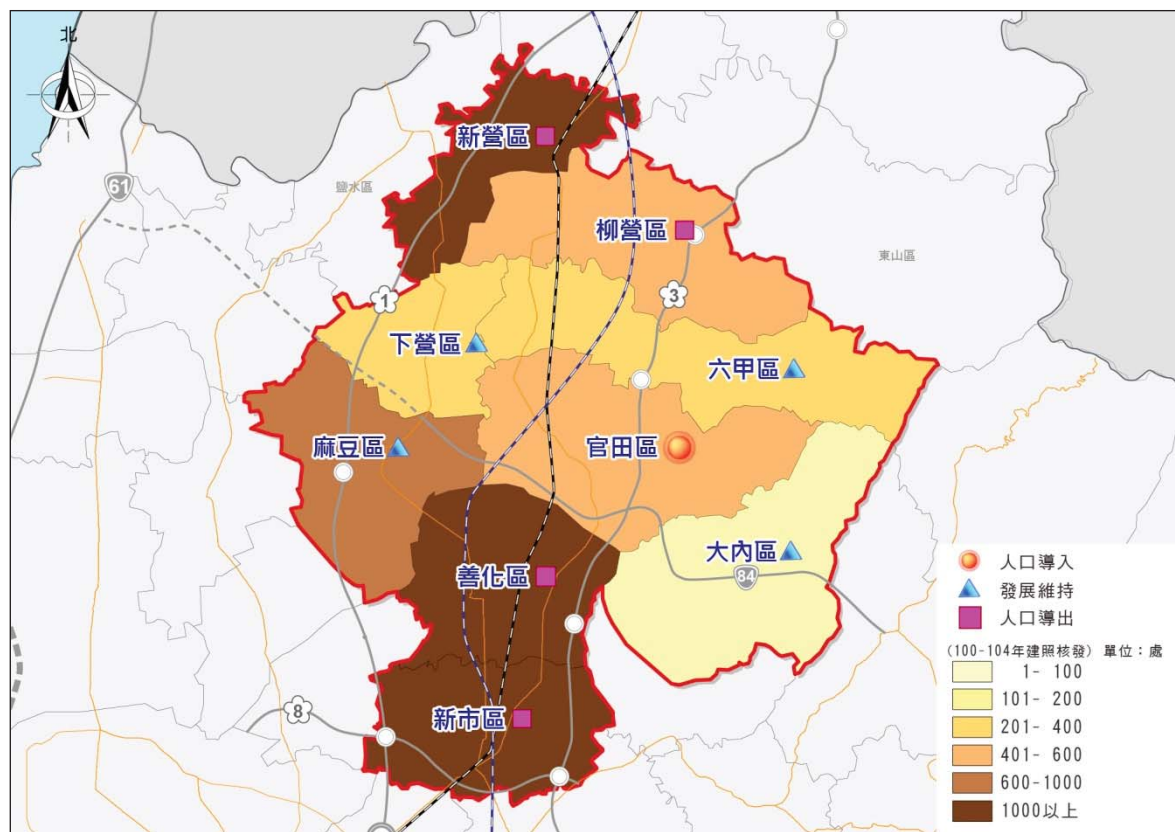 北
61
鹽水區
新營區
柳營區
東山區
3
1
下營區
六甲區
麻豆區
官田區
大內區
84
善化區
新市區
8
人口導入
發展維持
人口導出
(100-104年建照核發) 單位：處
1- 100
101- 200
201- 400
401- 600
600-1000
1000以上